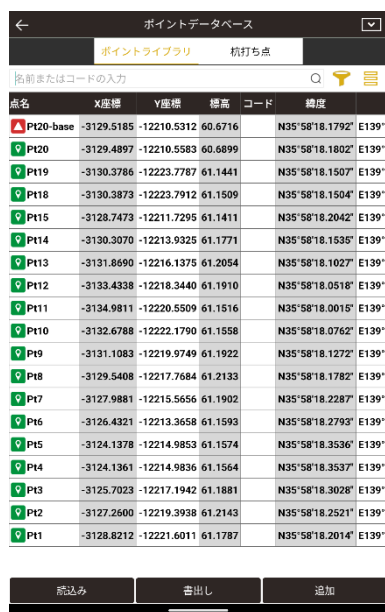 ポイントデータベース
ポイントライブラリ 杭打ち点
名前またはコードの入力
点名 X座標 Y座標 標高 コード 緯度
Pt20-base -3129.5185 -12210.5312 60.6716 N35°58'18.1792" E139°
Pt20 -3129.4897 -12210.5583 60.6899 N35°58'18.1802" E139°
Pt19 -3130.3786 -12223.7787 61.1441 N35°58'18.1507" E139°
Pt18 -3130.3873 -12223.7912 61.1509 N35°58'18.1504" E139°
Pt15 -3128.7473 -12211.7295 61.1411 N35°58'18.2042" E139°
Pt14 -3130.3070 -12213.9325 61.1771 N35°58'18.1535" E139°
Pt13 -3131.8690 -12216.1375 61.2054 N35°58'18.1027" E139°
Pt12 -3133.4338 -12218.3440 61.1910 N35°58'18.0518" E139°
Pt11 -3134.9811 -12220.5509 61.1516 N35°58'18.0015" E139°
Pt10 -3132.6788 -12222.1790 61.1558 N35°58'18.0762" E139°
Pt9 -3131.1083 -12219.9749 61.1922 N35°58'18.1272" E139°
Pt8 -3129.5408 -12217.7684 61.2133 N35°58'18.1782" E139°
Pt7 -3127.9881 -12215.5656 61.1902 N35°58'18.2287" E139°
Pt6 -3126.4321 -12213.3658 61.1593 N35°58'18.2793" E139°
Pt5 -3124.1378 -12214.9853 61.1574 N35°58'18.3536" E139°
Pt4 -3124.1361 -12214.9836 61.1564 N35°58'18.3537" E139°
Pt3 -3125.7023 -12217.1942 61.1881 N35°58'18.3028" E139°
Pt2 -3127.2600 -12219.3938 61.2143 N35°58'18.2521" E139°
Pt1 -3128.8212 -12221.6011 61.1787 N35°58'18.2014" E139°
読込み 書出し 追加